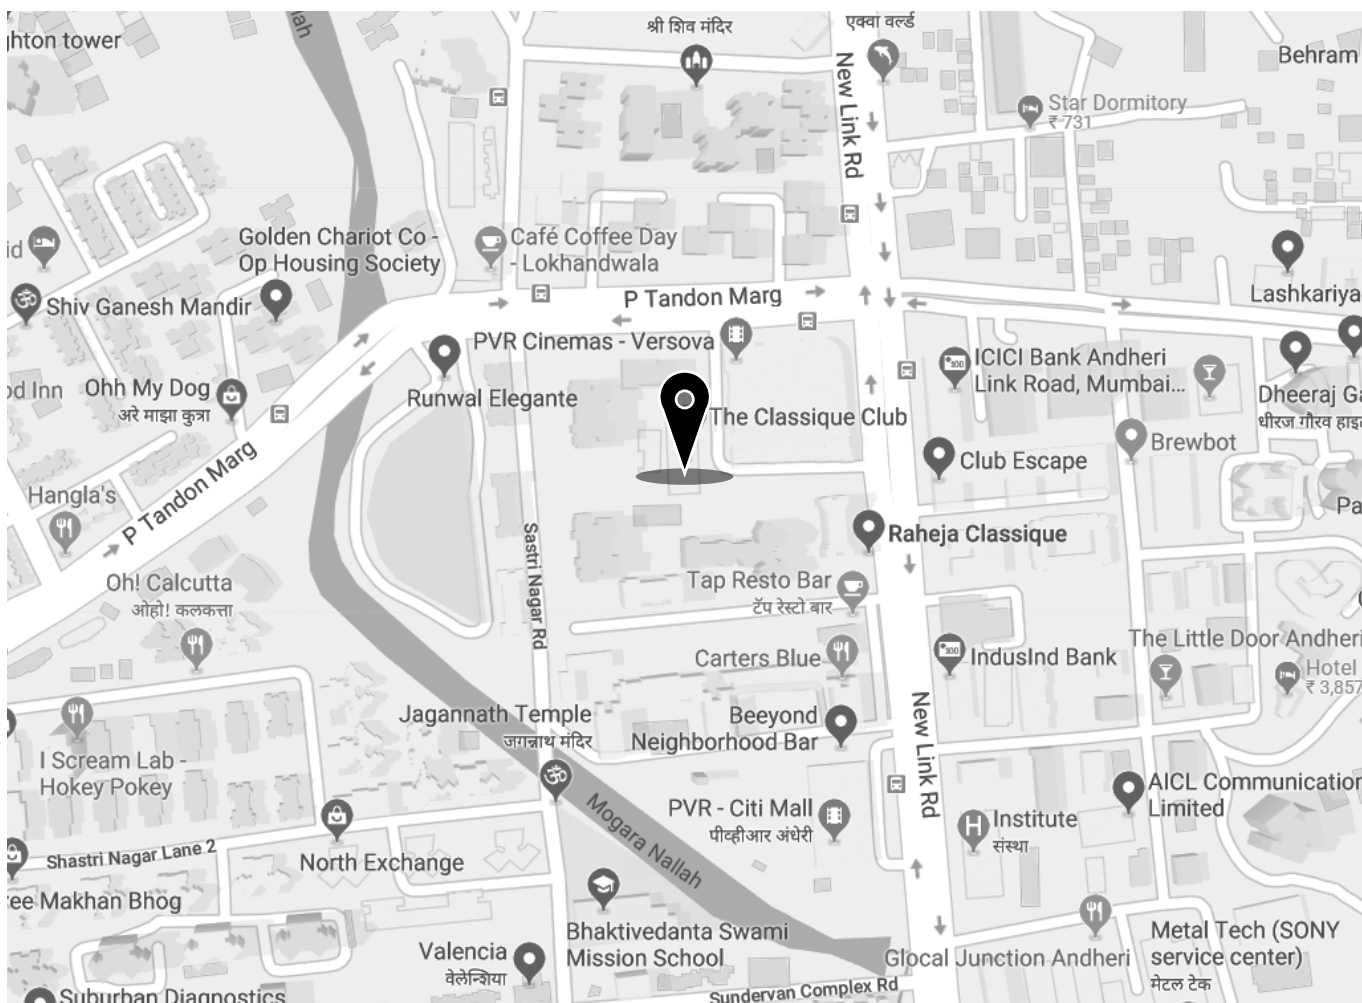 llah
ghton tower
श्री शिव मंदिर
एक्वा वर्ल्ड
New Link Rd
Behram
Star Dormitory
₹ 731
id
Golden Chariot Co-
Op Housing Society
Café Coffee Day
- Lokhandwala
Shiv Ganesh Mandir
P Tandon Marg
Lashkariya
PVR Cinemas - Versova
ICICI Bank Andheri
Link Road, Mumbai...
od Inn
Ohh My Dog
अरे माझा कुत्रा
Runwal Elegante
The Classique Club
Dheeraj Ga
धीरज गौरव हाइ
Brewbot
Club Escape
P Tandon Marg
Hangla's
Pa
Sastri Nagar Rd
Raheja Classique
Oh! Calcutta
ओहो! कलकत्ता
Tap Resto Bar
टॅप रेस्टो बार
The Little Door Andheri
Carters Blue
IndusInd Bank
Hotel
₹ 3,857
Jagannath Temple
जगन्नाथ मंदिर
Beeyond
Neighborhood Bar
New Link Rd
I Scream Lab -
Hokey Pokey
AICL Communication
Limited
Mogara Nallah
PVR - Citi Mall
पीव्हीआर अंधेरी
Institute
संस्था
Shastri Nagar Lane 2
North Exchange
ree Makhan Bhog
Bhaktivedanta Swami
Mission School
Valencia
वेलेन्शिया
Glocal Junction Andheri
Metal Tech (SONY
service center)
मेटल टेक
Suburban Diagnostics
Sundervan Complex Rd